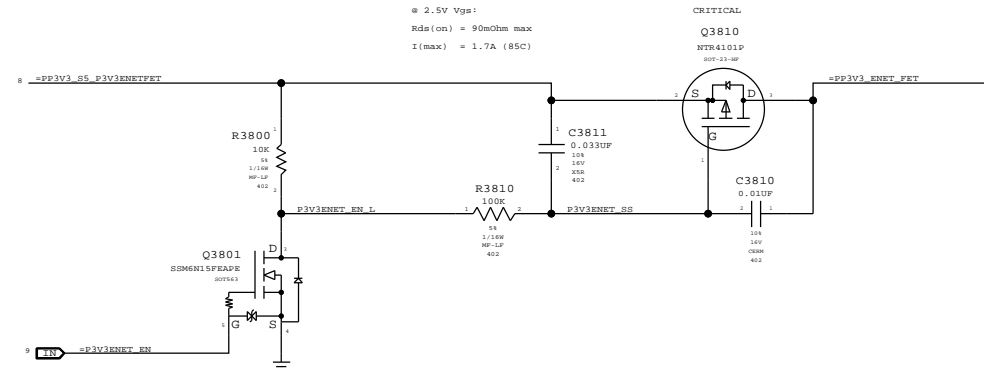 @ 2.5V Vgs:
Rds(on) = 90mOhm max
I(max) = 1.7A (85C)
CRITICAL
Q3810
NTR4101P
SOT-23-HF
8
=PP3V3_S5_P3V3ENETFET
2
S
D
3
=PP3V3_ENET_FET
G
1
1
R3800
10K
5%
1/16W
MF-LF
402
2
1
C3811
0.033UF
10%
16V
X5R
402
2
P3V3ENET_EN_L
R3810
1
100K
2
5%
1/16W
MF-LF
402
P3V3ENET_SS
C3810
0.01UF
2
1
10%
16V
CERM
402
Q3801
SSM6N15FEAPE
SOT563
D
3
5
G
S
4
9
IN
=P3V3ENET_EN